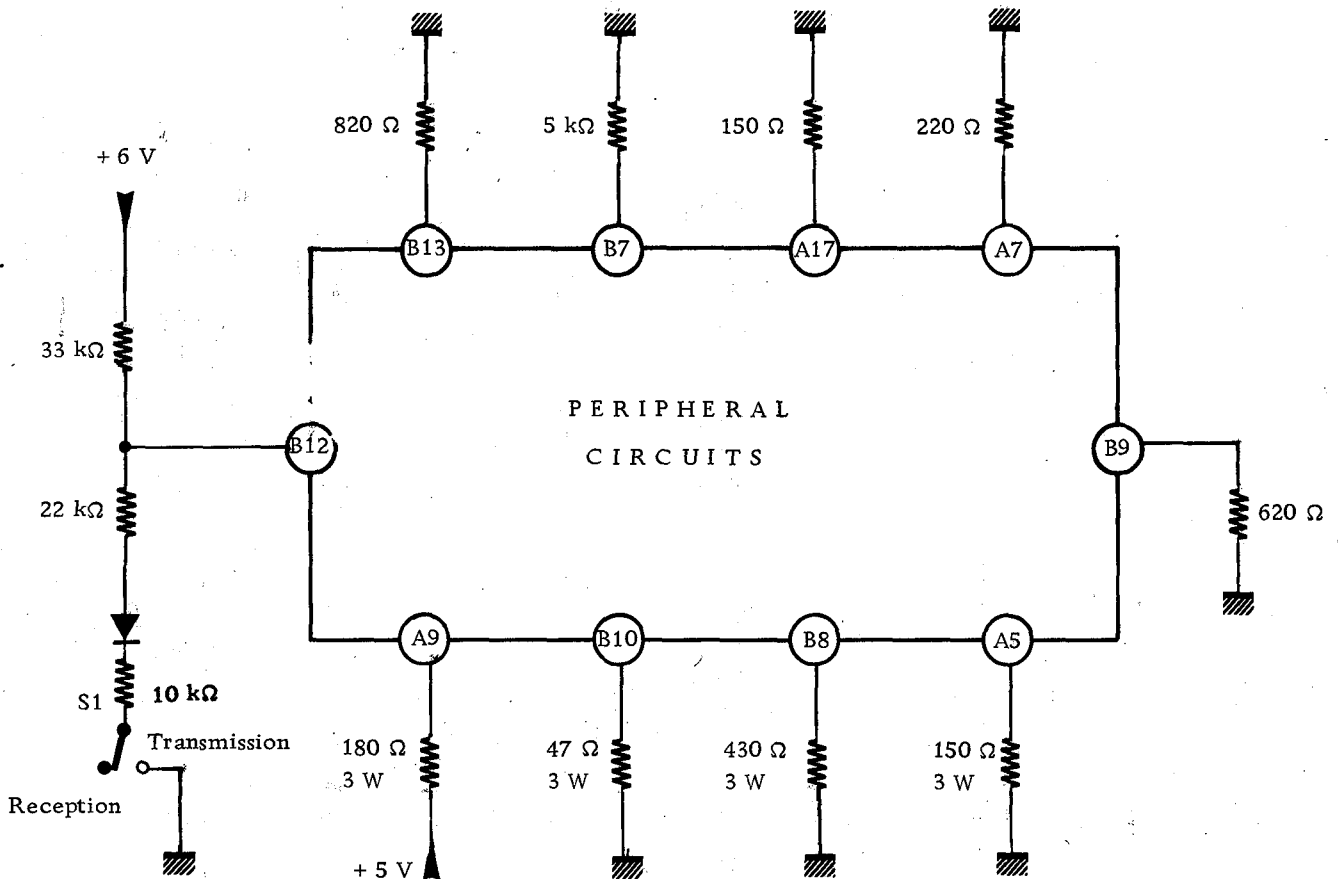 820 Ω
5 kΩ
150 Ω
220 Ω
+ 6 V
B13
B7
A17
A7
33 kΩ
PERIPHERAL
CIRCUITS
B12
B9
22 kΩ
620 Ω
A9
B10
B8
A5
S1
10 kΩ
Transmission
Reception
180 Ω
3 W
47 Ω
3 W
430 Ω
3 W
150 Ω
3 W
+ 5 V